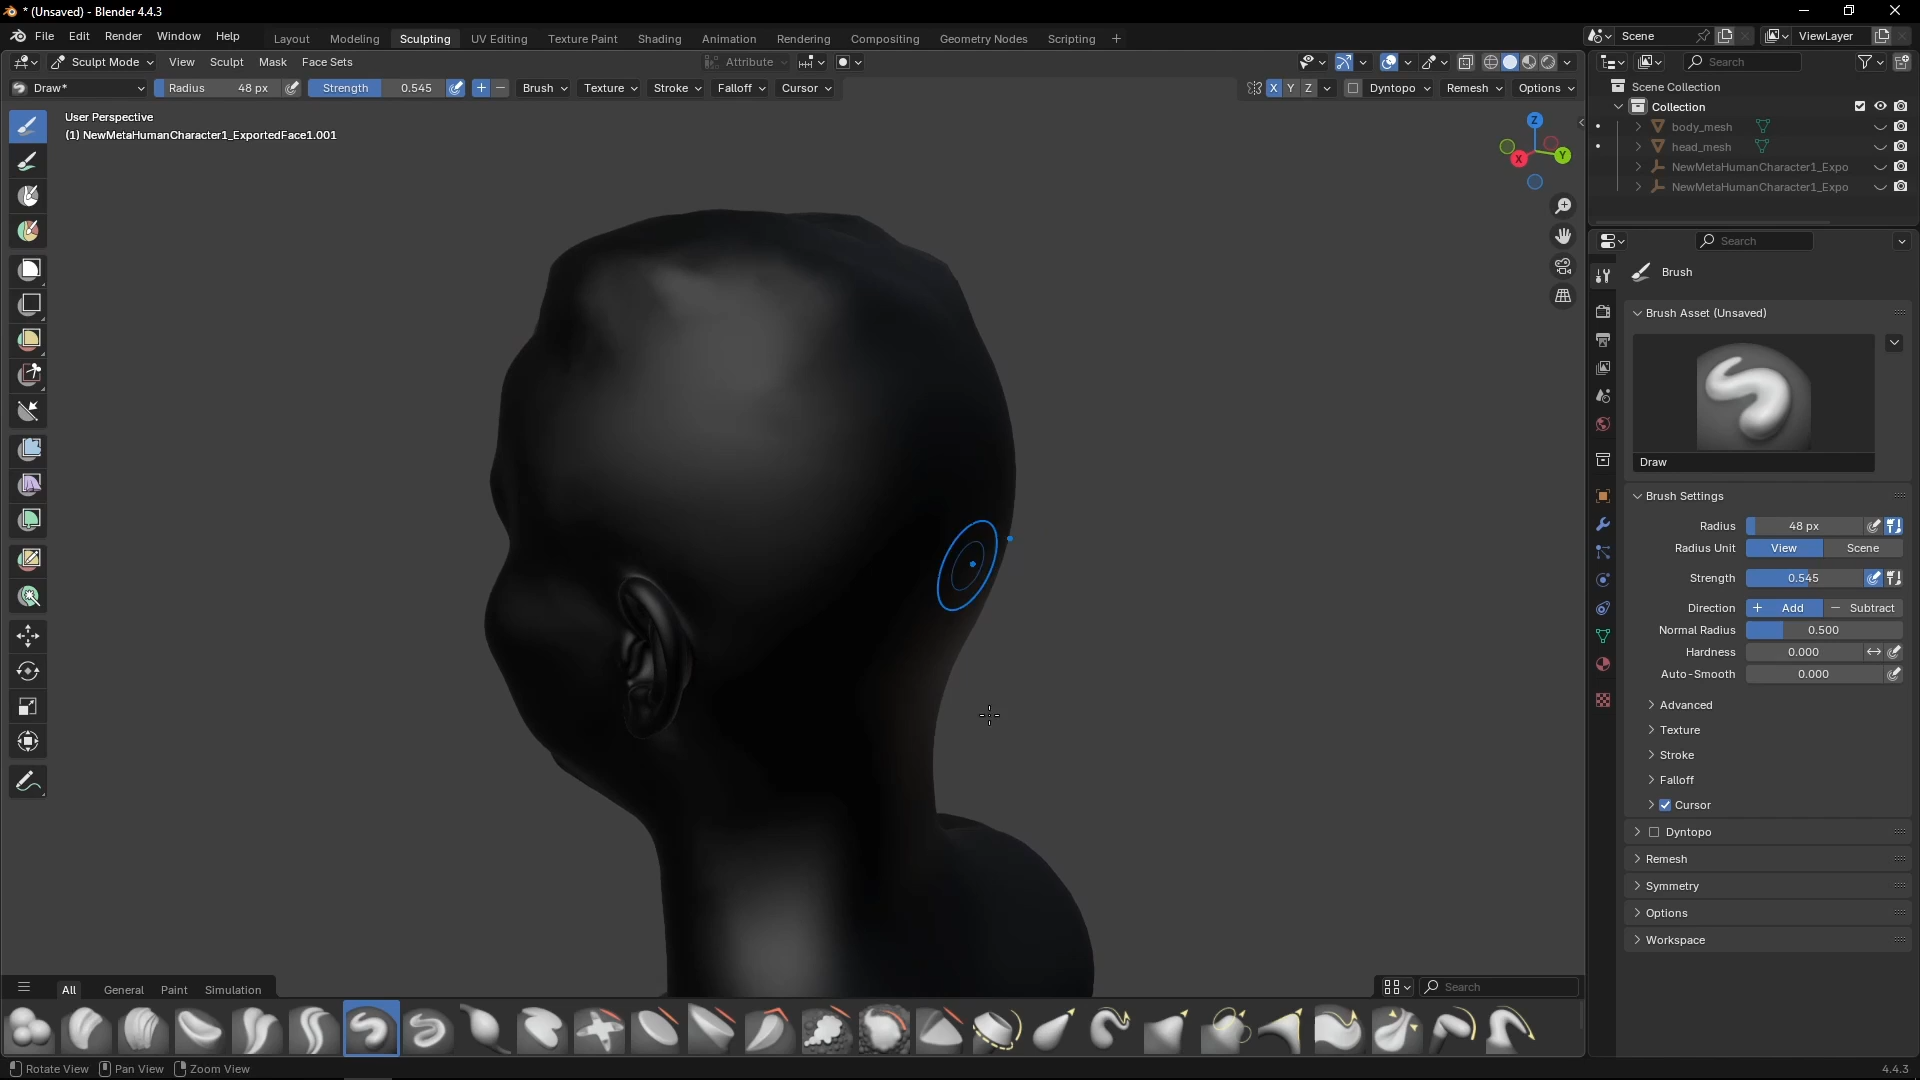 * (Unsaved) - Blender 4.4.3
File Edit Render Window Help
Layout Modeling Sculpting UV Editing Texture Paint Shading Animation Rendering Compositing Geometry Nodes Scripting +
Scene
ViewLayer
Sculpt Mode View Sculpt Mask Face Sets
Attribute
Search
Draw*
Radius 48 px
Strength 0.545
Brush Texture Stroke Falloff Cursor
X Y Z
Dyntopo Remesh Options
User Perspective
(1) NewMetaHumanCharacter1_ExportedFace1.001
Z
X
Y
Scene Collection
Collection
body_mesh
head_mesh
NewMetaHumanCharacter1_Expo
NewMetaHumanCharacter1_Expo
Search
Brush
Brush Asset (Unsaved)
Draw
Brush Settings
Radius 48 px
Radius Unit View Scene
Strength 0.545
Direction + Add − Subtract
Normal Radius 0.500
Hardness 0.000
Auto-Smooth 0.000
Advanced
Texture
Stroke
Falloff
Cursor
Dyntopo
Remesh
Symmetry
Options
Workspace
All General Paint Simulation
Search
Rotate View Pan View Zoom View
4.4.3